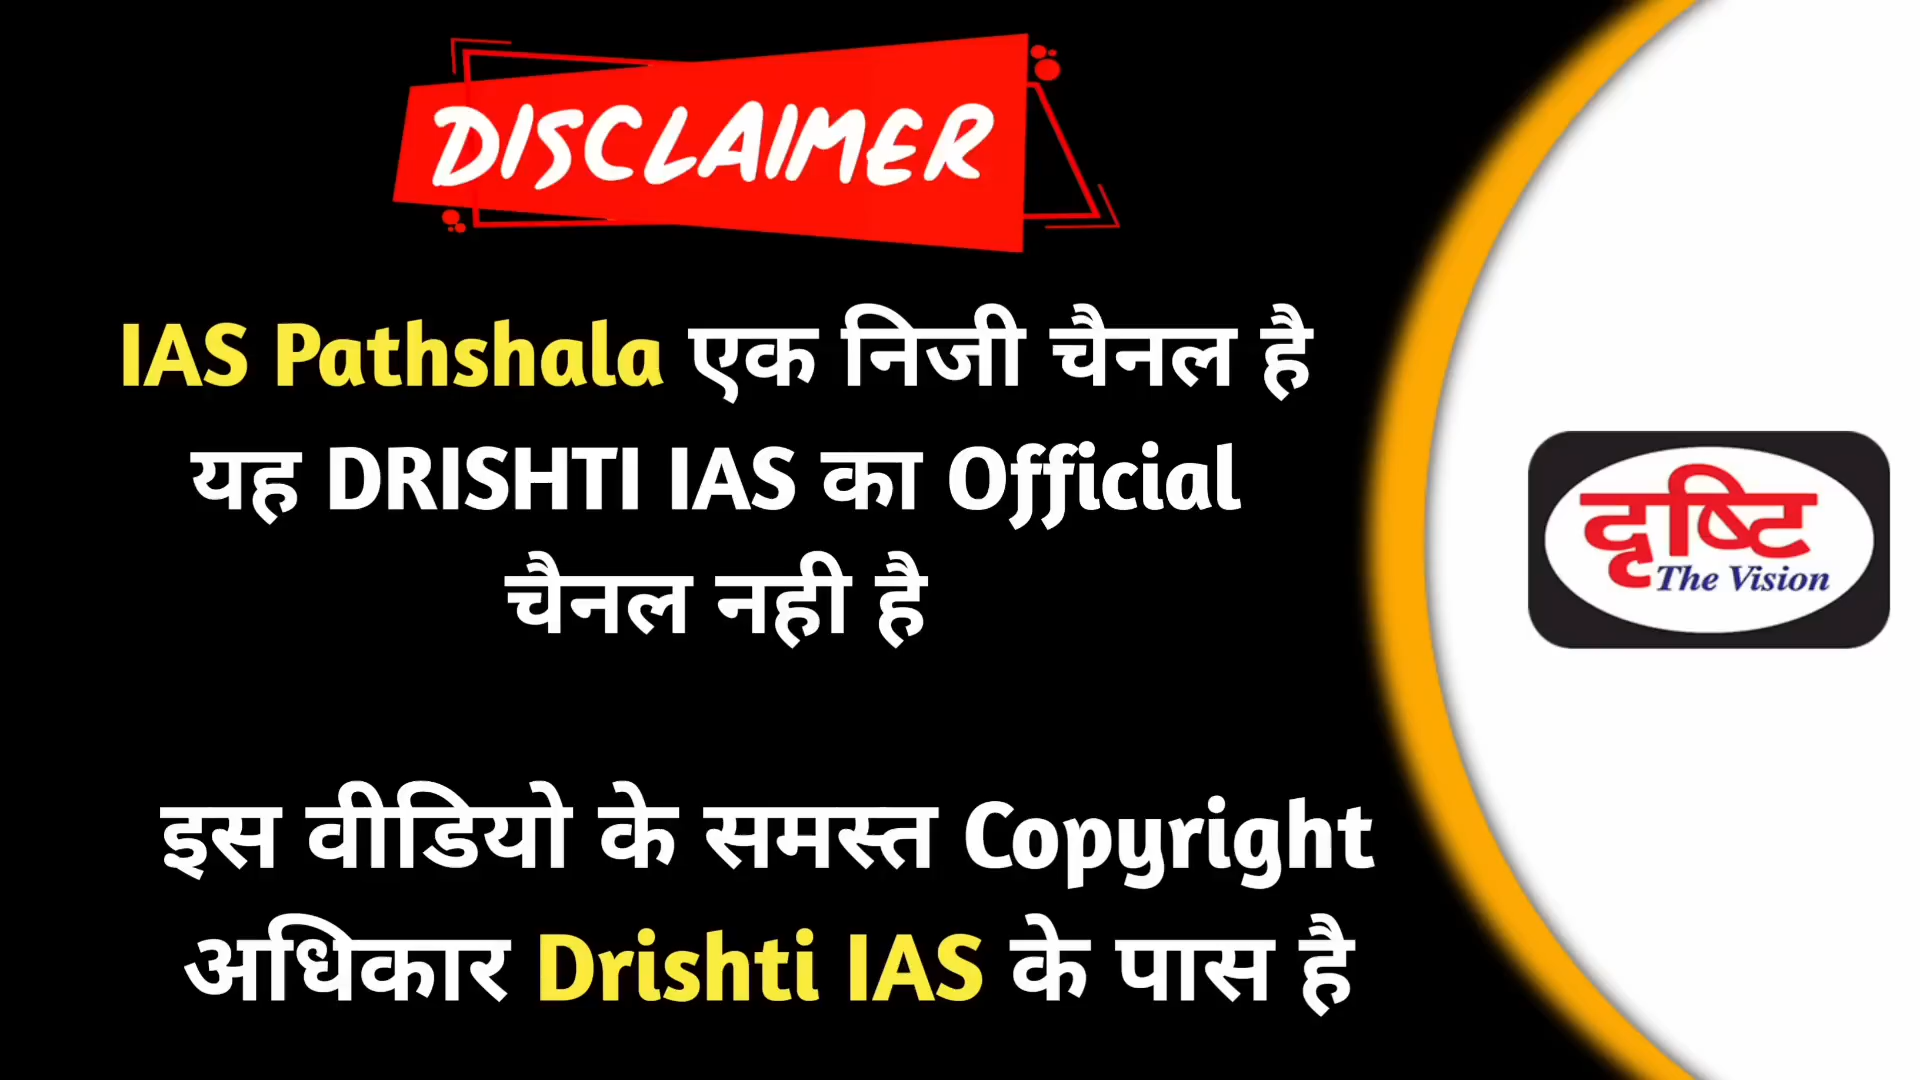 DISCLAIMER
IAS Pathshala एक निजी चैनल है
यह DRISHTI IAS का Official
चैनल नही है
इस वीडियो के समस्त Copyright
अधिकार Drishti IAS के पास है
दृष्टि
The Vision